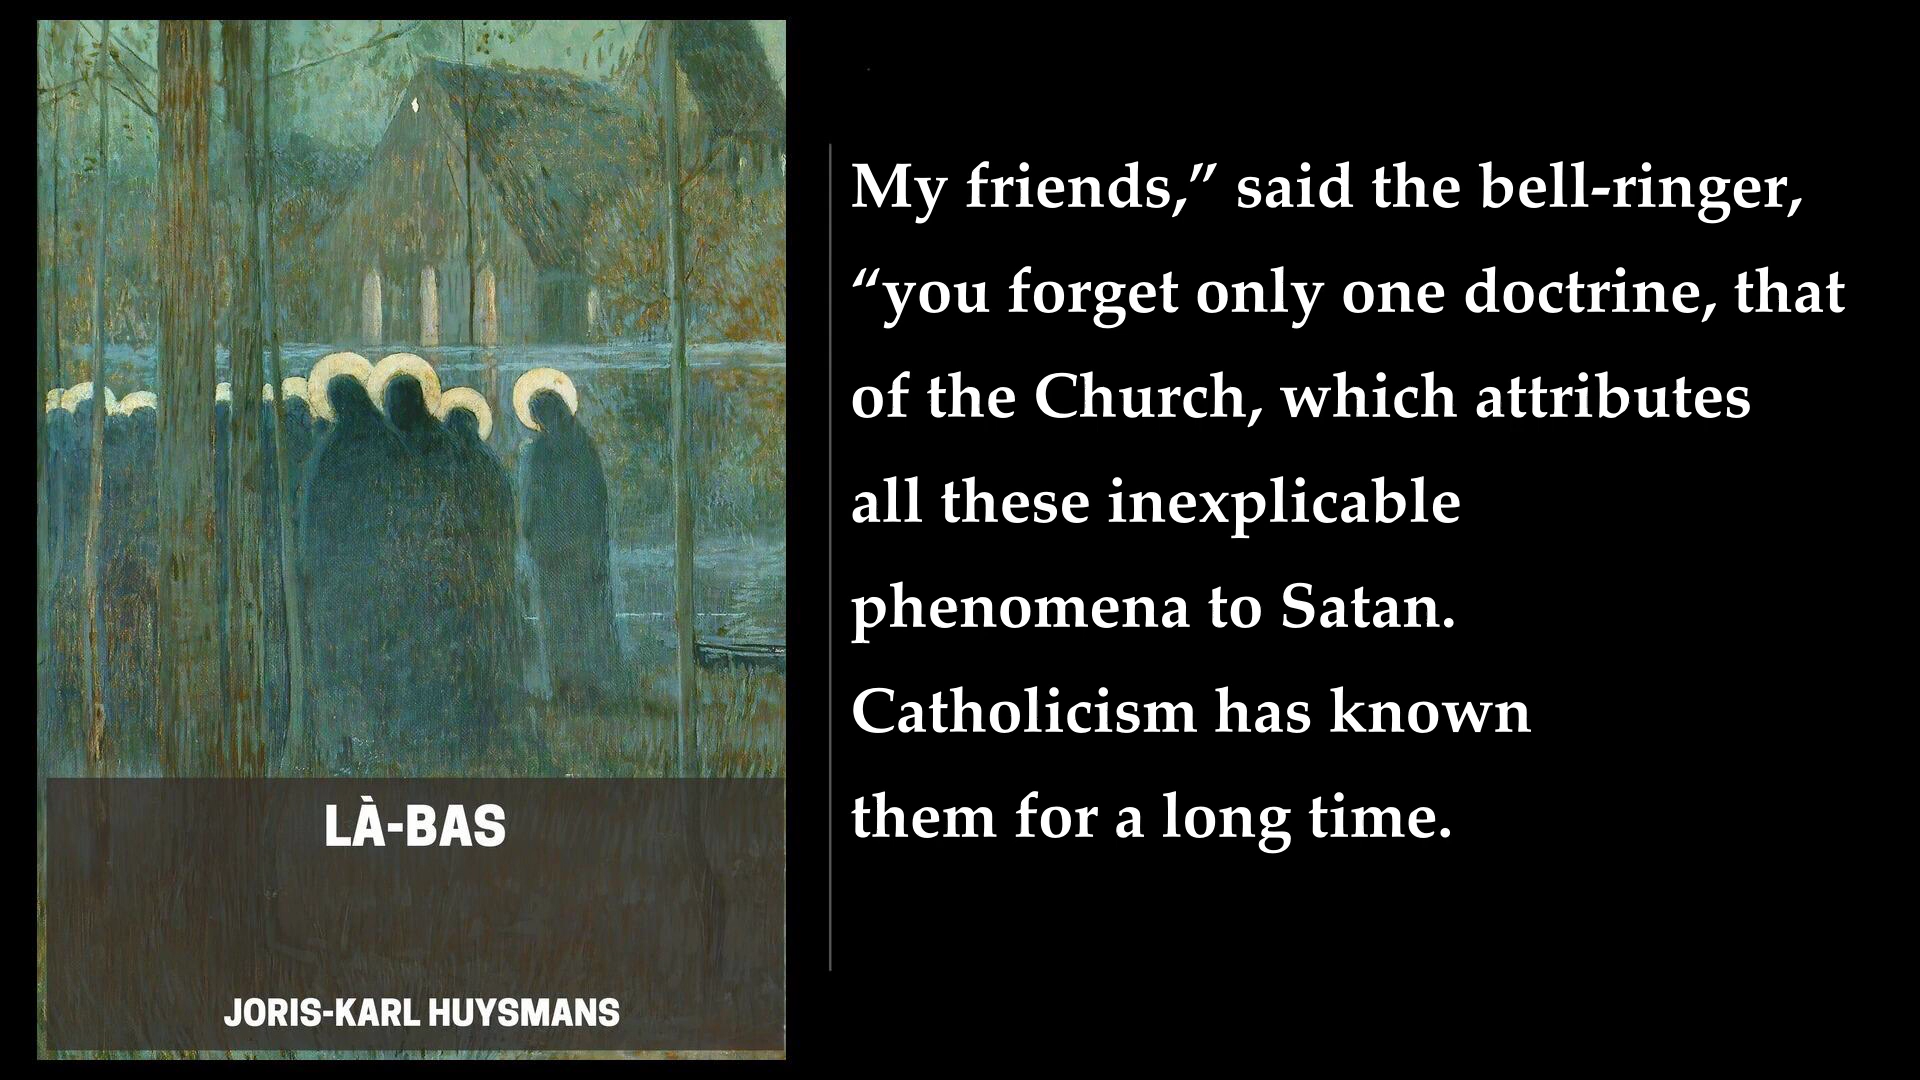 LÀ-BAS
JORIS-KARL HUYSMANS
My friends,” said the bell-ringer,
“you forget only one doctrine, that
of the Church, which attributes
all these inexplicable
phenomena to Satan.
Catholicism has known
them for a long time.